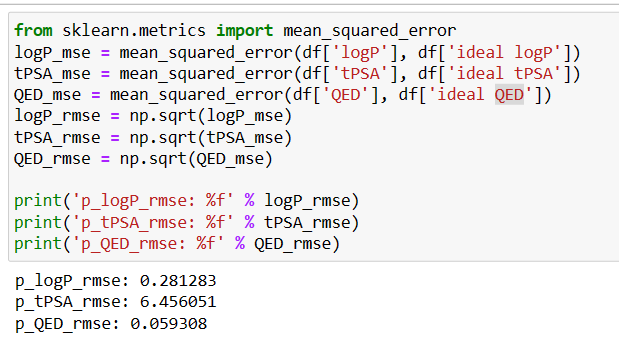 from sklearn.metrics import mean_squared_error
logP_mse = mean_squared_error(df['logP'], df['ideal logP'])
tPSA_mse = mean_squared_error(df['tPSA'], df['ideal tPSA'])
QED_mse = mean_squared_error(df['QED'], df['ideal QED'])
logP_rmse = np.sqrt(logP_mse)
tPSA_rmse = np.sqrt(tPSA_mse)
QED_rmse = np.sqrt(QED_mse)

print('p_logP_rmse: %f' % logP_rmse)
print('p_tPSA_rmse: %f' % tPSA_rmse)
print('p_QED_rmse: %f' % QED_rmse)
p_logP_rmse: 0.281283
p_tPSA_rmse: 6.456051
p_QED_rmse: 0.059308